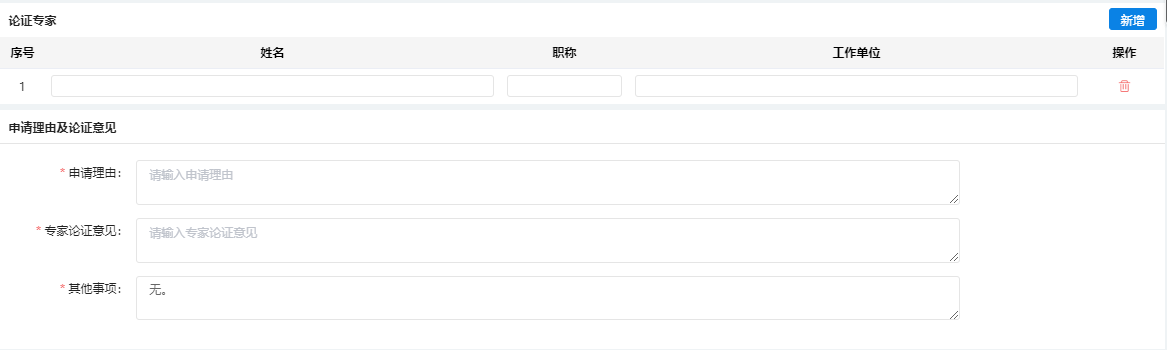 论证专家 新增
序号 姓名 职称 工作单位 操作
1
申请理由及论证意见
* 申请理由： 请输入申请理由
* 专家论证意见： 请输入专家论证意见
* 其他事项： 无。